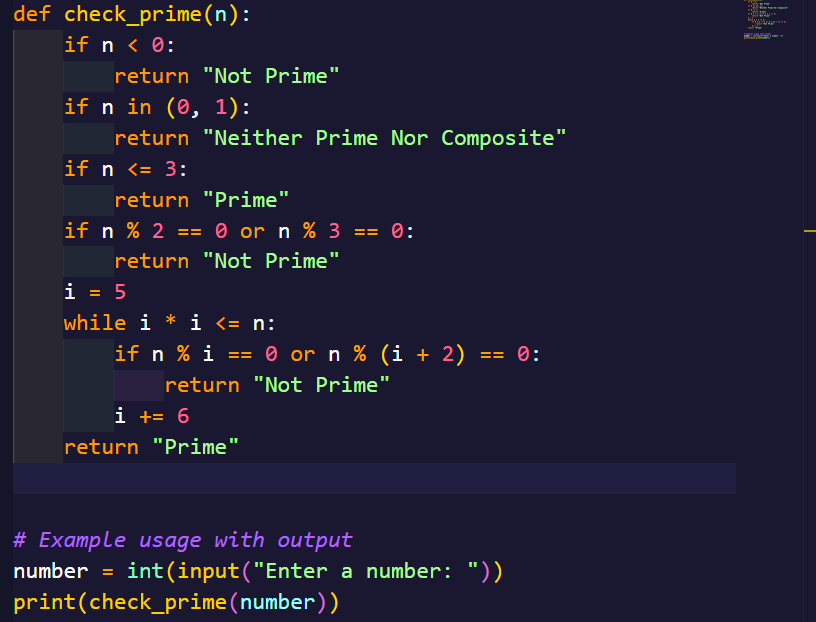 def check_prime(n):
    if n < 0:
        return "Not Prime"
    if n in (0, 1):
        return "Neither Prime Nor Composite"
    if n <= 3:
        return "Prime"
    if n % 2 == 0 or n % 3 == 0:
        return "Not Prime"
    i = 5
    while i * i <= n:
        if n % i == 0 or n % (i + 2) == 0:
            return "Not Prime"
        i += 6
    return "Prime"
# Example usage with output
number = int(input("Enter a number: "))
print(check_prime(number))